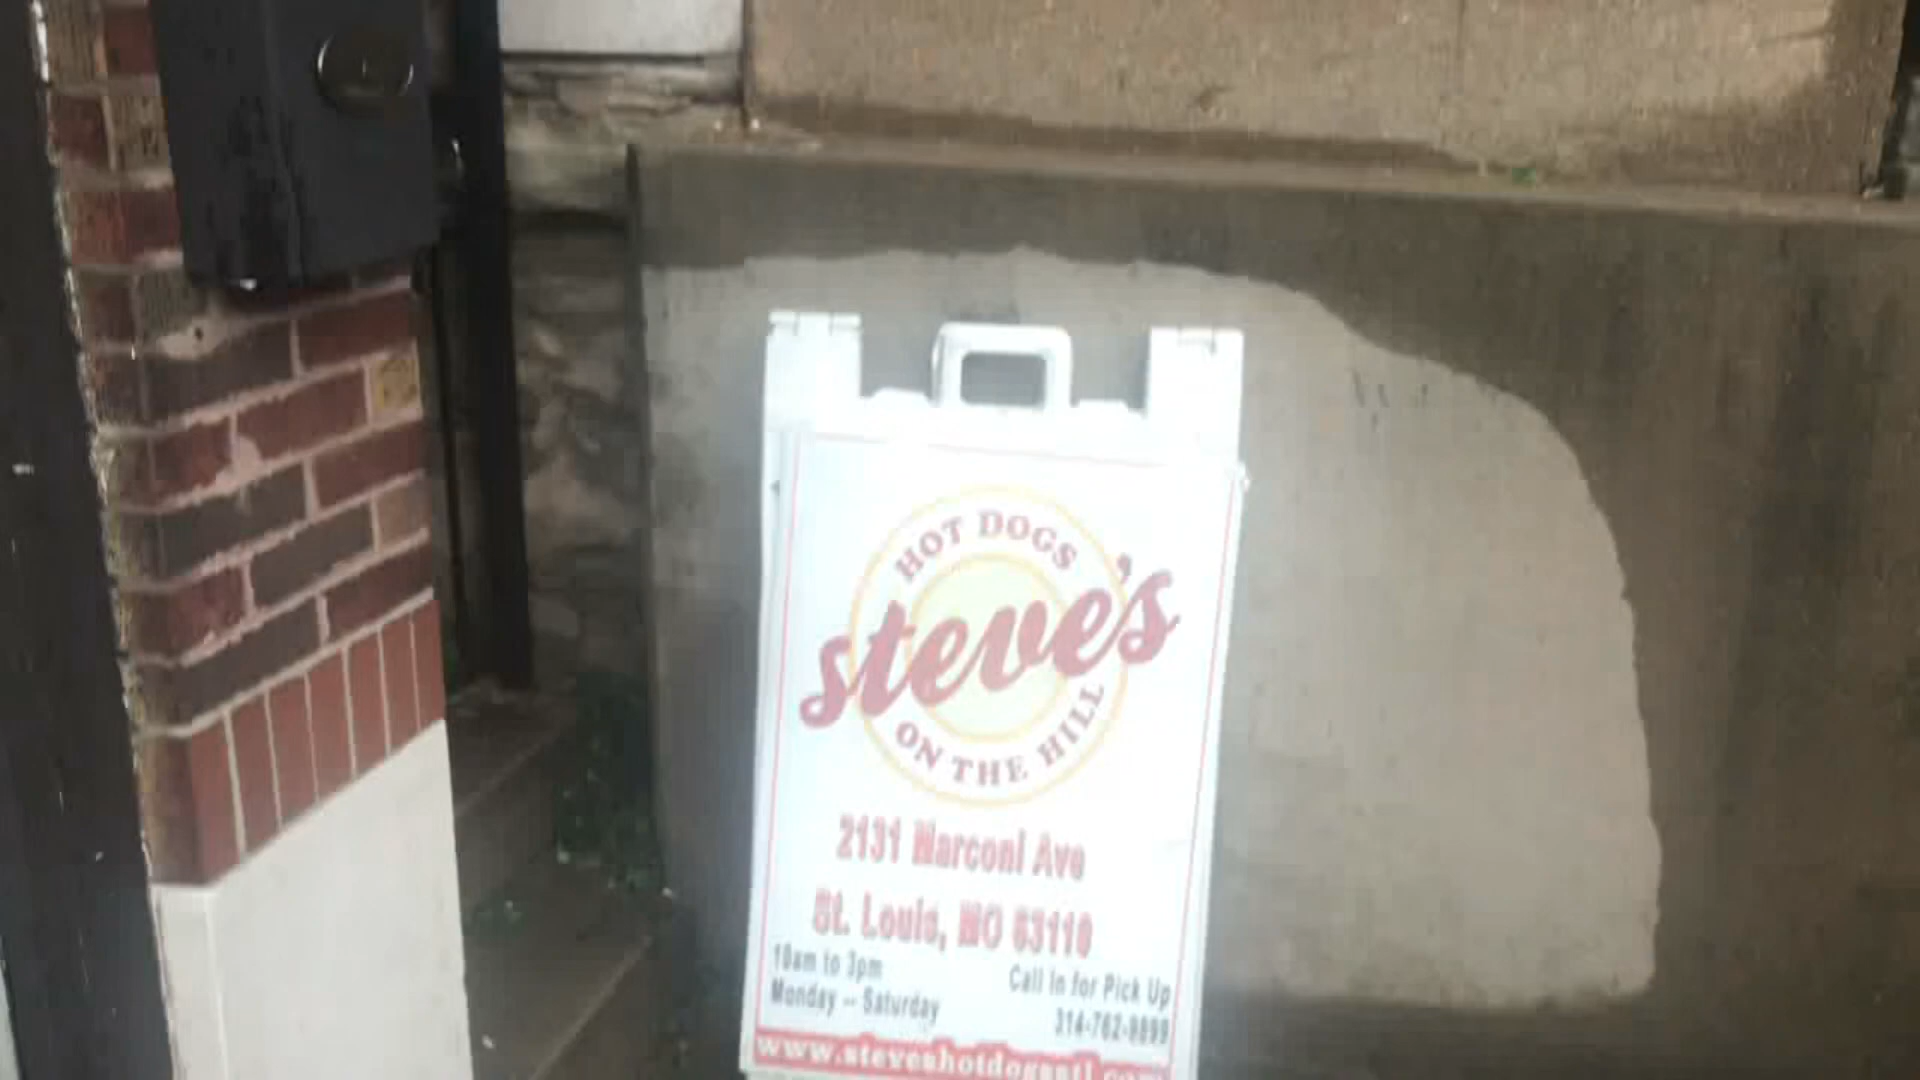 HOT DOGS
steve's
ON THE HILL
2131 Marconi Ave
St. Louis, MO 63110
10am to 3pm
Monday - Saturday
Call In for Pick Up
314-762-9899
www.steveshotdogsstl.com